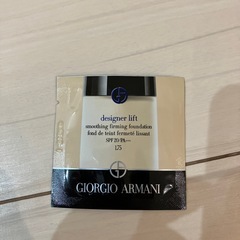 designer lift
smoothing firming foundation
fond de teint fermeté lissant
SPF 20·PA++
GIORGIO ARMANI